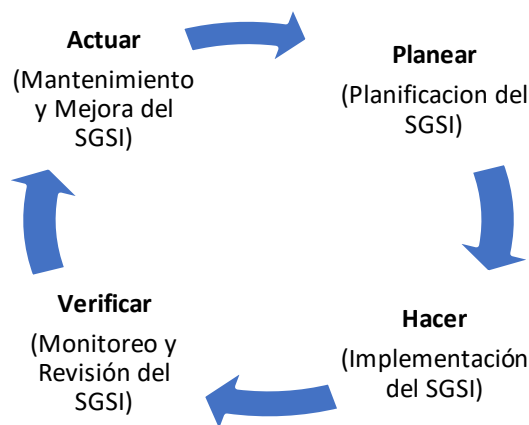 Actuar
(Mantenimiento
y Mejora del
SGSI)
Planear
(Planificacion del
SGSI)
Hacer
(Implementación
del SGSI)
Verificar
(Monitoreo y
Revisión del
SGSI)